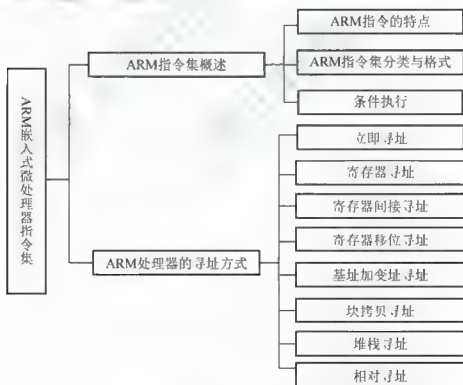 ARM嵌入式微处理器指令集
ARM指令集概述
ARM指令的特点
ARM指令集分类与格式
条件执行
ARM处理器的寻址方式
立即寻址
寄存器寻址
寄存器间接寻址
寄存器移位寻址
基址加变址寻址
块拷贝寻址
堆栈寻址
相对寻址